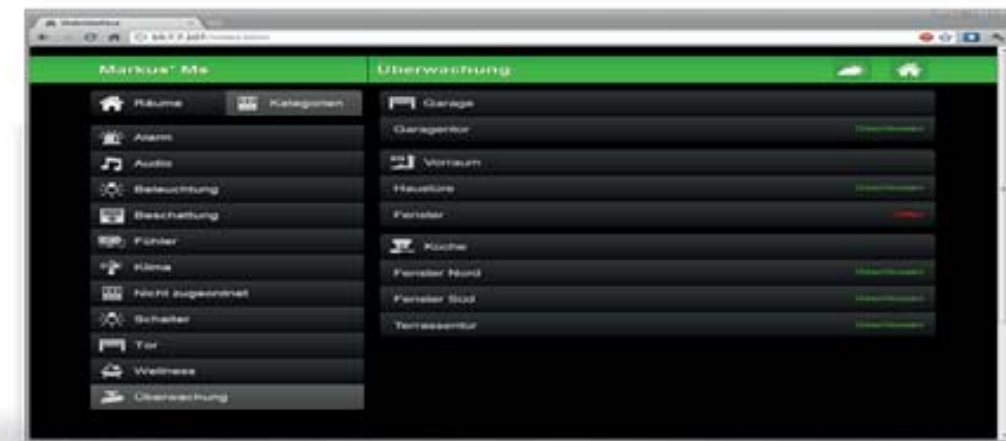 Markus' Ms
Überwachung
Räume
Kategorien
Alarm
Audio
Beleuchtung
Beschattung
Fühler
Klima
Nicht zugeordnet
Schalter
Tor
Wellness
Überwachung
Garage
Garagentor
Vorraum
Haustüre
Fenster
Küche
Fenster Nord
Fenster Süd
Terrassentür